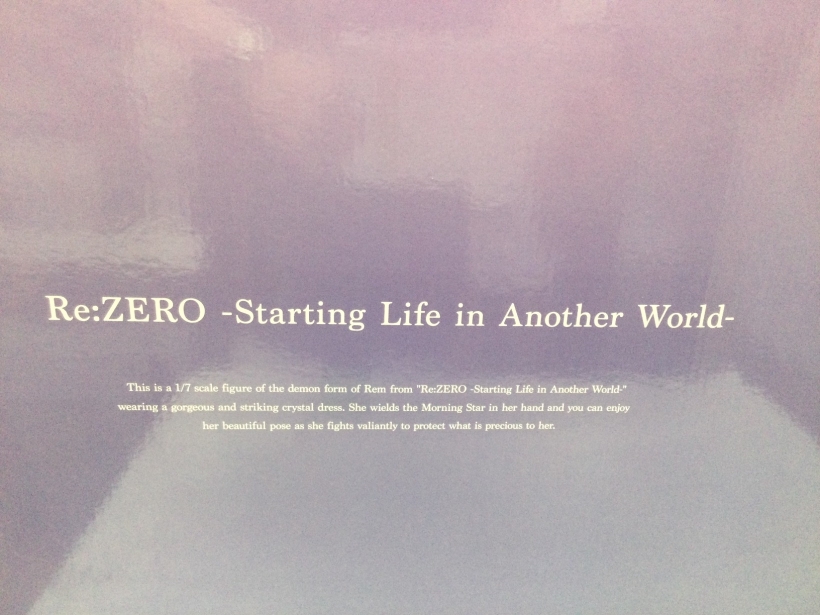 Re:ZERO -Starting Life in Another World-
This is a 1/7 scale figure of the demon form of Rem from "Re:ZERO -Starting Life in Another World-"
wearing a gorgeous and striking crystal dress. She wields the Morning Star in her hand and you can enjoy
her beautiful pose as she fights valiantly to protect what is precious to her.